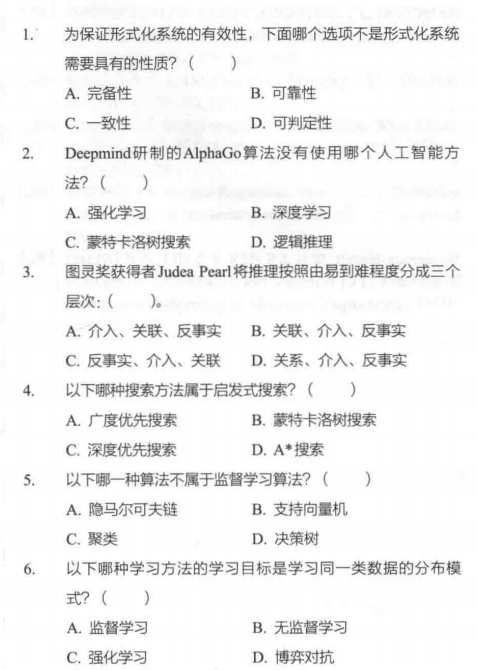 1. 为保证形式化系统的有效性，下面哪个选项不是形式化系统
需要具有的性质？（ ）
A. 完备性 B. 可靠性
C. 一致性 D. 可判定性
2. Deepmind研制的AlphaGo算法没有使用哪个人工智能方
法？（ ）
A. 强化学习 B. 深度学习
C. 蒙特卡洛树搜索 D. 逻辑推理
3. 图灵奖获得者Judea Pearl将推理按照由易到难程度分成三个
层次：（ ）。
A. 介入、关联、反事实 B. 关联、介入、反事实
C. 反事实、介入、关联 D. 关系、介入、反事实
4. 以下哪种搜索方法属于启发式搜索？（ ）
A. 广度优先搜索 B. 蒙特卡洛树搜索
C. 深度优先搜索 D. A*搜索
5. 以下哪一种算法不属于监督学习算法？（ ）
A. 隐马尔可夫链 B. 支持向量机
C. 聚类 D. 决策树
6. 以下哪种学习方法的学习目标是学习同一类数据的分布模
式？（ ）
A. 监督学习 B. 无监督学习
C. 强化学习 D. 博弈对抗